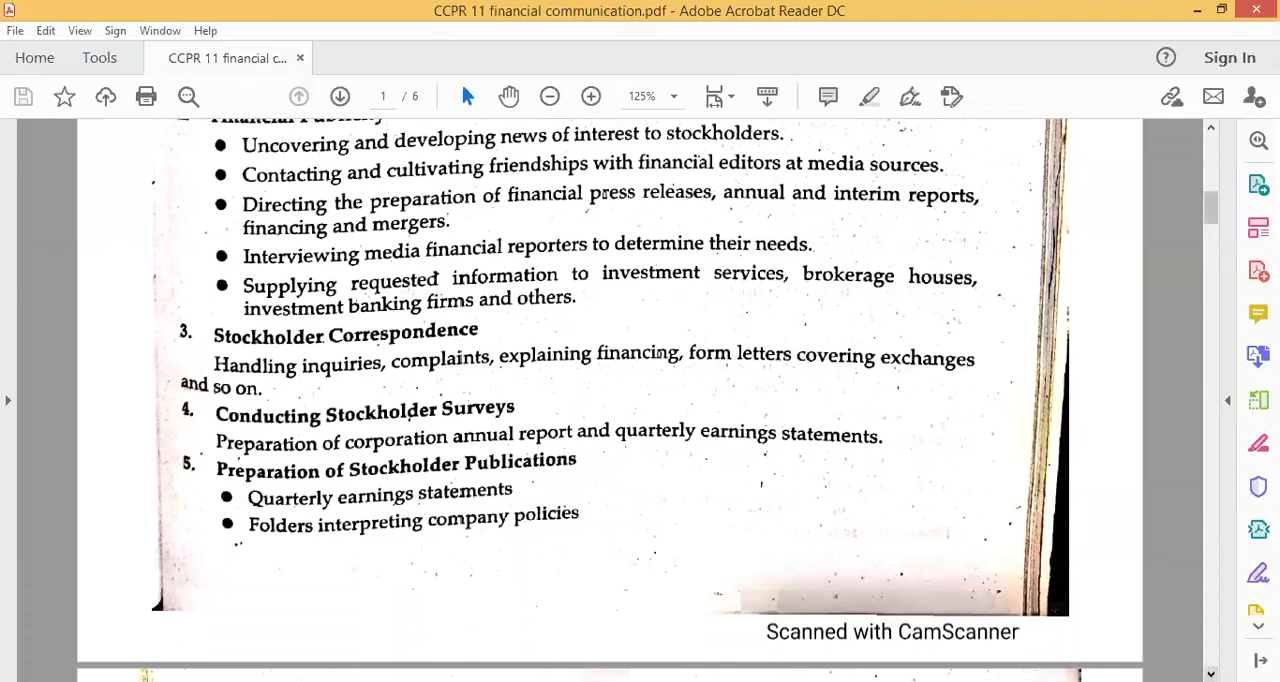 CCPR 11 financial communication.pdf - Adobe Acrobat Reader DC
File Edit View Sign Window Help
Home Tools CCPR 11 financial c... × Sign In
1 / 6 125%
Financial Publicity
● Uncovering and developing news of interest to stockholders.
● Contacting and cultivating friendships with financial editors at media sources.
● Directing the preparation of financial press releases, annual and interim reports,
financing and mergers.
● Interviewing media financial reporters to determine their needs.
● Supplying requested information to investment services, brokerage houses,
investment banking firms and others.
3. Stockholder Correspondence
Handling inquiries, complaints, explaining financing, form letters covering exchanges
and so on.
4. Conducting Stockholder Surveys
Preparation of corporation annual report and quarterly earnings statements.
5. Preparation of Stockholder Publications
● Quarterly earnings statements
● Folders interpreting company policies
Scanned with CamScanner